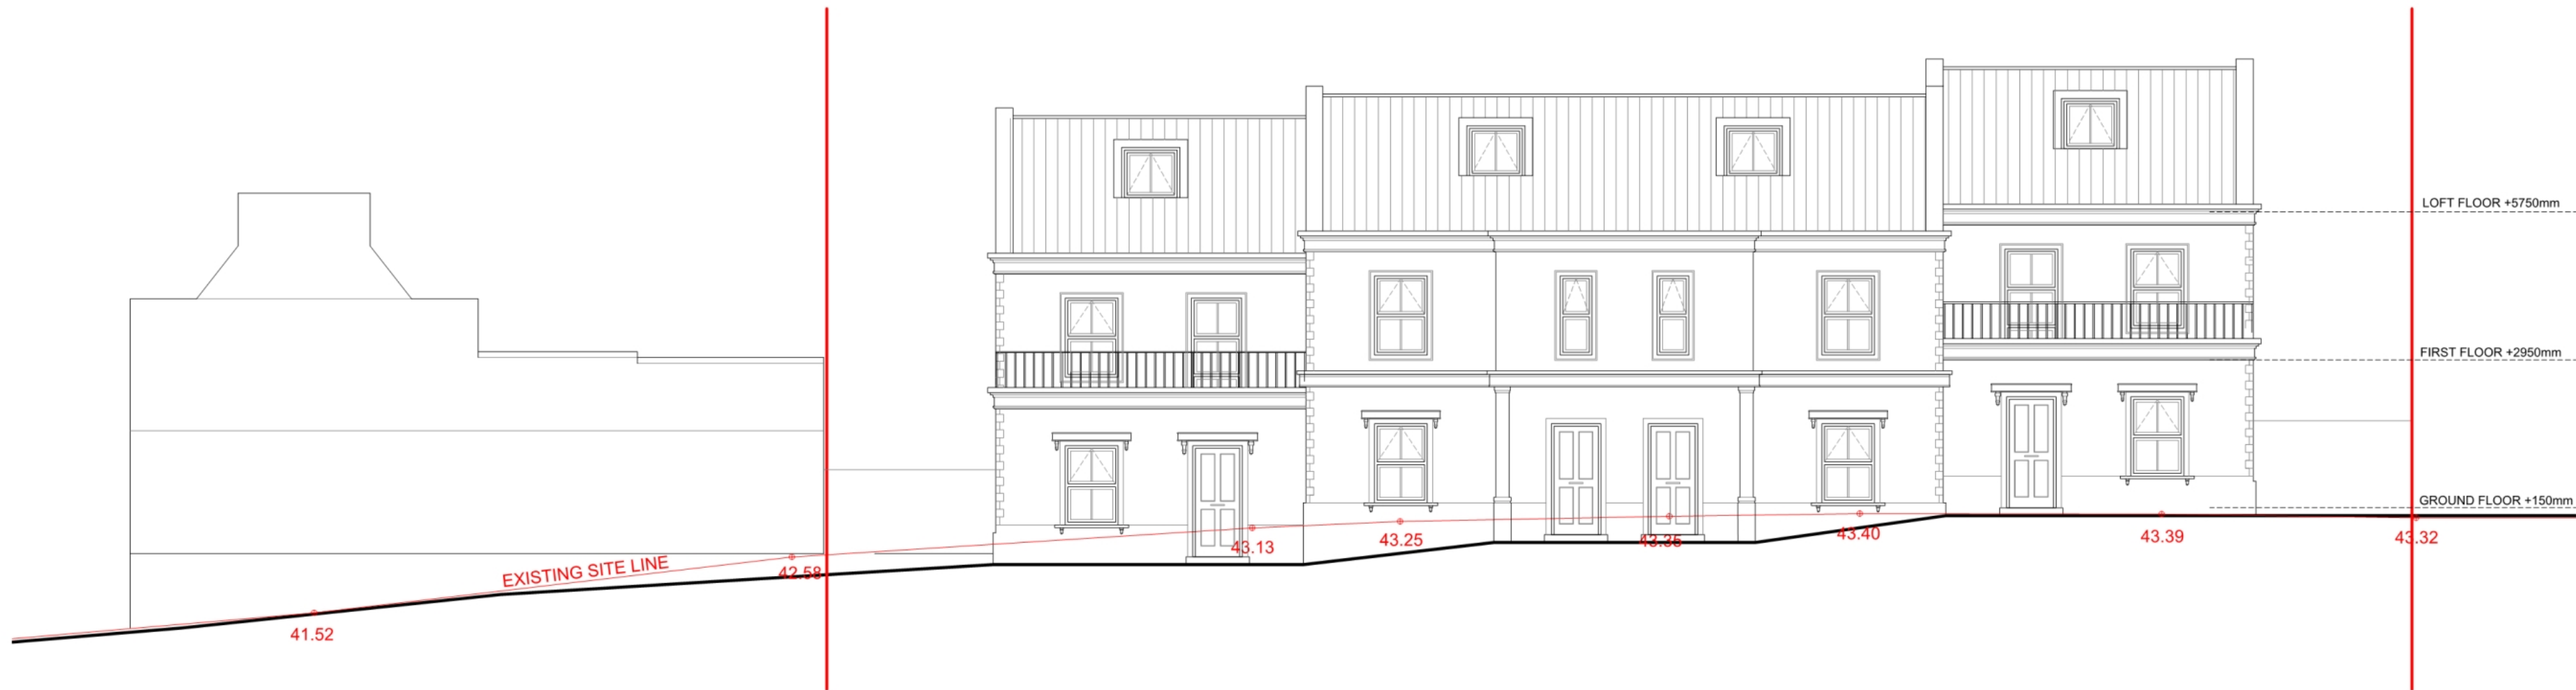 LOFT FLOOR +5750mm
FIRST FLOOR +2950mm
GROUND FLOOR +150mm
EXISTING SITE LINE
41.52
42.58
43.13
43.25
43.35
43.40
43.39
43.32